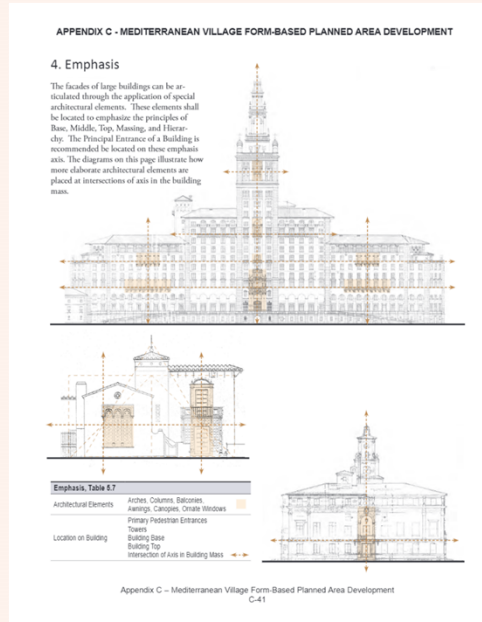 APPENDIX C - MEDITERRANEAN VILLAGE FORM-BASED PLANNED AREA DEVELOPMENT
4. Emphasis
The facades of large buildings can be ar-
ticulated through the application of special
architectural elements. These elements shall
be located to emphasize the principles of
Base, Middle, Top, Massing, and Hierar-
chy. The Principal Entrance of a Building is
recommended be located on these emphasis
axis. The diagrams on this page illustrate how
more elaborate architectural elements are
placed at intersections of axis in the building
mass.
Emphasis, Table 5.7
Architectural Elements
Arches, Columns, Balconies,
Awnings, Canopies, Ornate Windows
Location on Building
Primary Pedestrian Entrances
Towers
Building Base
Building Top
Intersection of Axis in Building Mass
Appendix C – Mediterranean Village Form-Based Planned Area Development
C-41